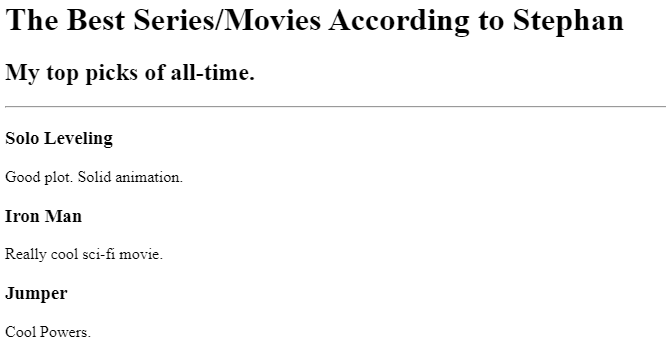 The Best Series/Movies According to Stephan
My top picks of all-time.
Solo Leveling
Good plot. Solid animation.
Iron Man
Really cool sci-fi movie.
Jumper
Cool Powers.